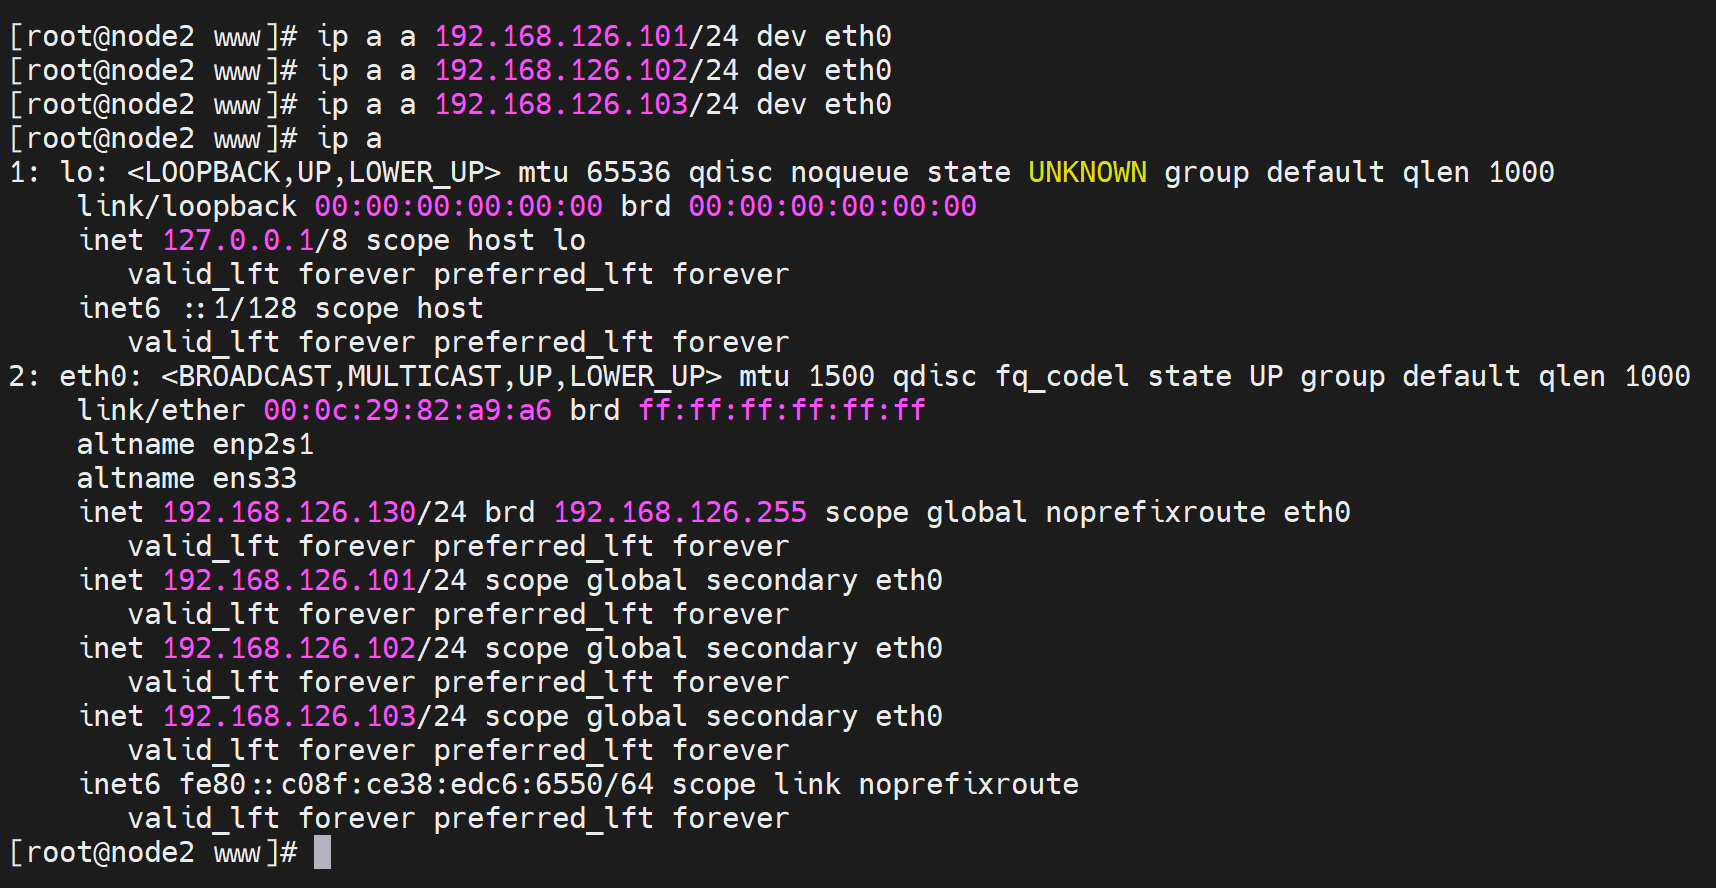 [root@node2 www]# ip a a 192.168.126.101/24 dev eth0
[root@node2 www]# ip a a 192.168.126.102/24 dev eth0
[root@node2 www]# ip a a 192.168.126.103/24 dev eth0
[root@node2 www]# ip a
1: lo: <LOOPBACK,UP,LOWER_UP> mtu 65536 qdisc noqueue state UNKNOWN group default qlen 1000
    link/loopback 00:00:00:00:00:00 brd 00:00:00:00:00:00
    inet 127.0.0.1/8 scope host lo
       valid_lft forever preferred_lft forever
    inet6 ::1/128 scope host
       valid_lft forever preferred_lft forever
2: eth0: <BROADCAST,MULTICAST,UP,LOWER_UP> mtu 1500 qdisc fq_codel state UP group default qlen 1000
    link/ether 00:0c:29:82:a9:a6 brd ff:ff:ff:ff:ff:ff
    altname enp2s1
    altname ens33
    inet 192.168.126.130/24 brd 192.168.126.255 scope global noprefixroute eth0
       valid_lft forever preferred_lft forever
    inet 192.168.126.101/24 scope global secondary eth0
       valid_lft forever preferred_lft forever
    inet 192.168.126.102/24 scope global secondary eth0
       valid_lft forever preferred_lft forever
    inet 192.168.126.103/24 scope global secondary eth0
       valid_lft forever preferred_lft forever
    inet6 fe80::c08f:ce38:edc6:6550/64 scope link noprefixroute
       valid_lft forever preferred_lft forever
[root@node2 www]#